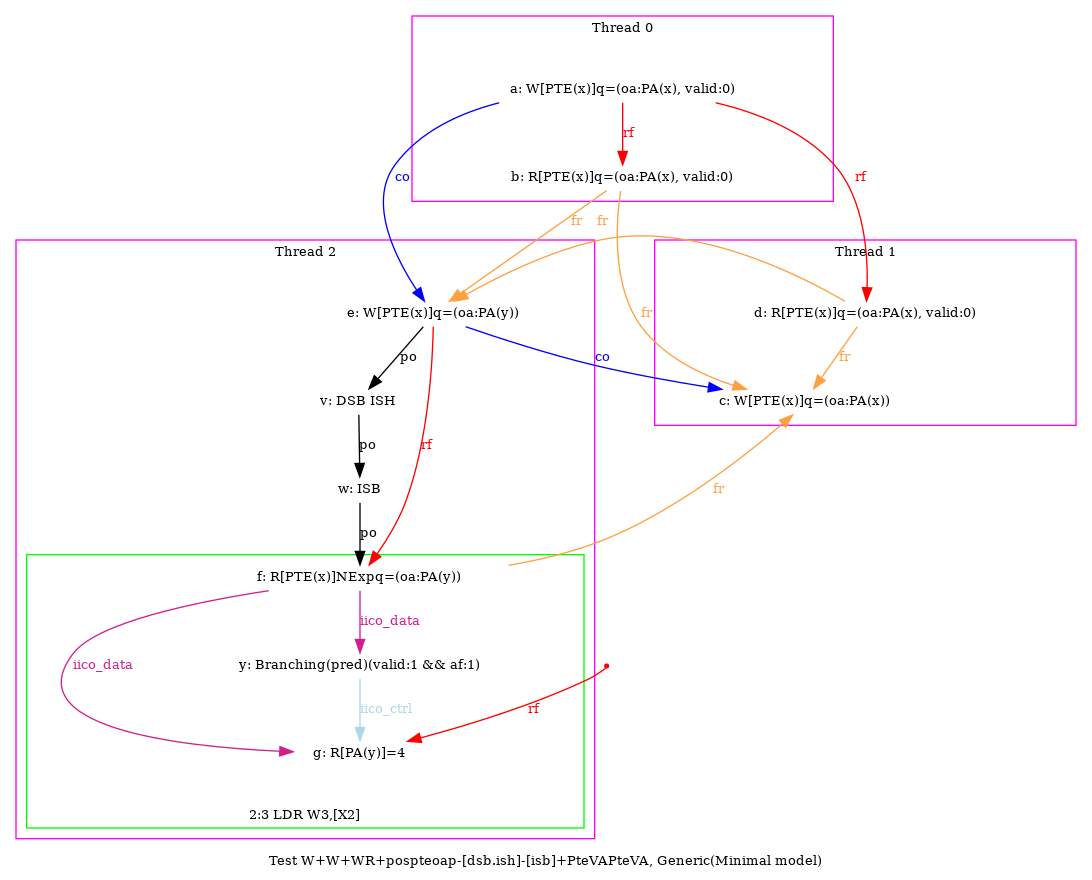 Thread 0
a: W[PTE(x)]q=(oa:PA(x), valid:0)
co
rf
rf
b: R[PTE(x)]q=(oa:PA(x), valid:0)
fr
fr
Thread 2
Thread 1
e: W[PTE(x)]q=(oa:PA(y))
fr
d: R[PTE(x)]q=(oa:PA(x), valid:0)
po
co
fr
v: DSB ISH
c: W[PTE(x)]q=(oa:PA(x))
po
rf
w: ISB
fr
po
f: R[PTE(x)]NExpq=(oa:PA(y))
iico_data
iico_data
y: Branching(pred)(valid:1 && af:1)
iico_ctrl
rf
g: R[PA(y)]=4
2:3 LDR W3,[X2]
Test W+W+WR+pospteoap-[dsb.ish]-[isb]+PteVAPteVA, Generic(Minimal model)